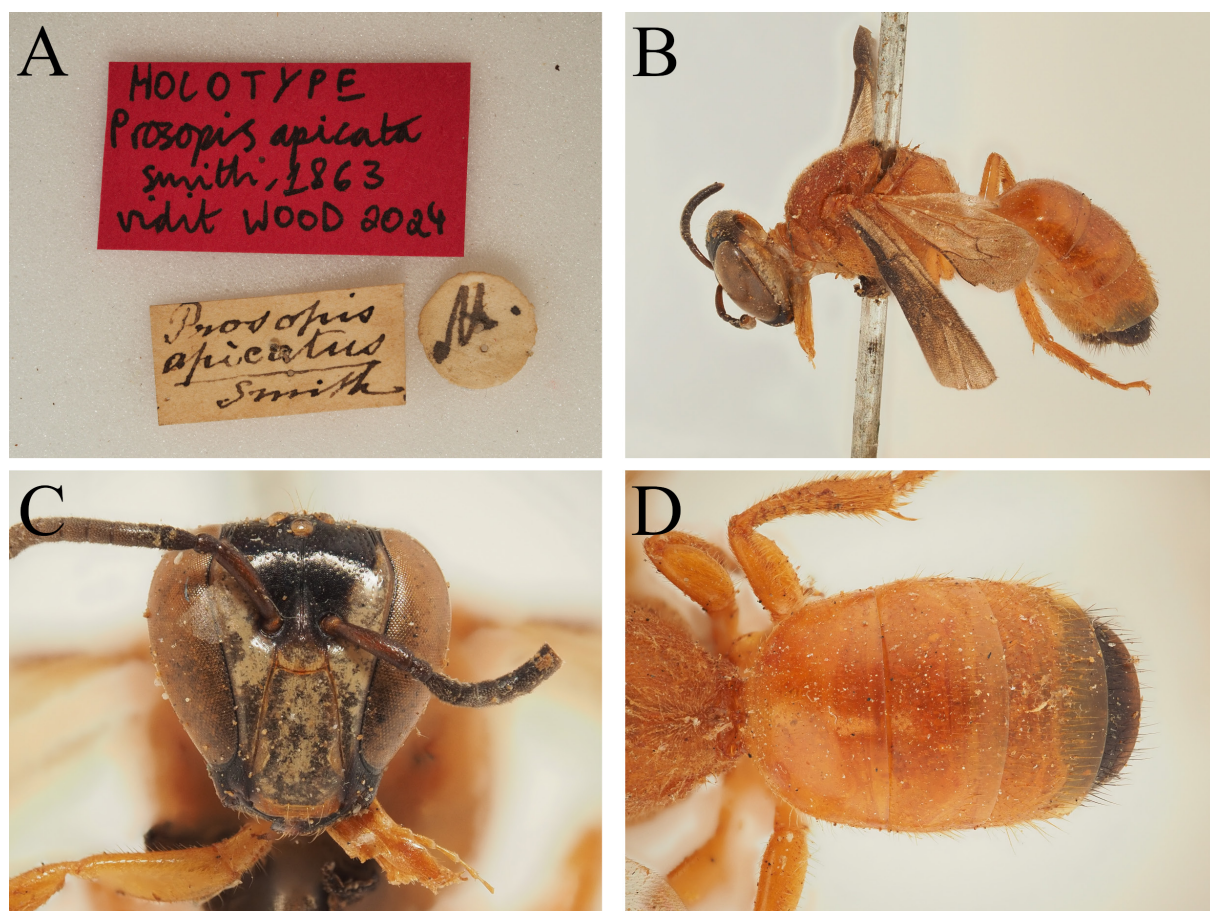 A
HOLOTYPE
Prosopis apicata
smith, 1863
vidit WOOD 2024
Prosopis
apicatus
Smith
B
C
D